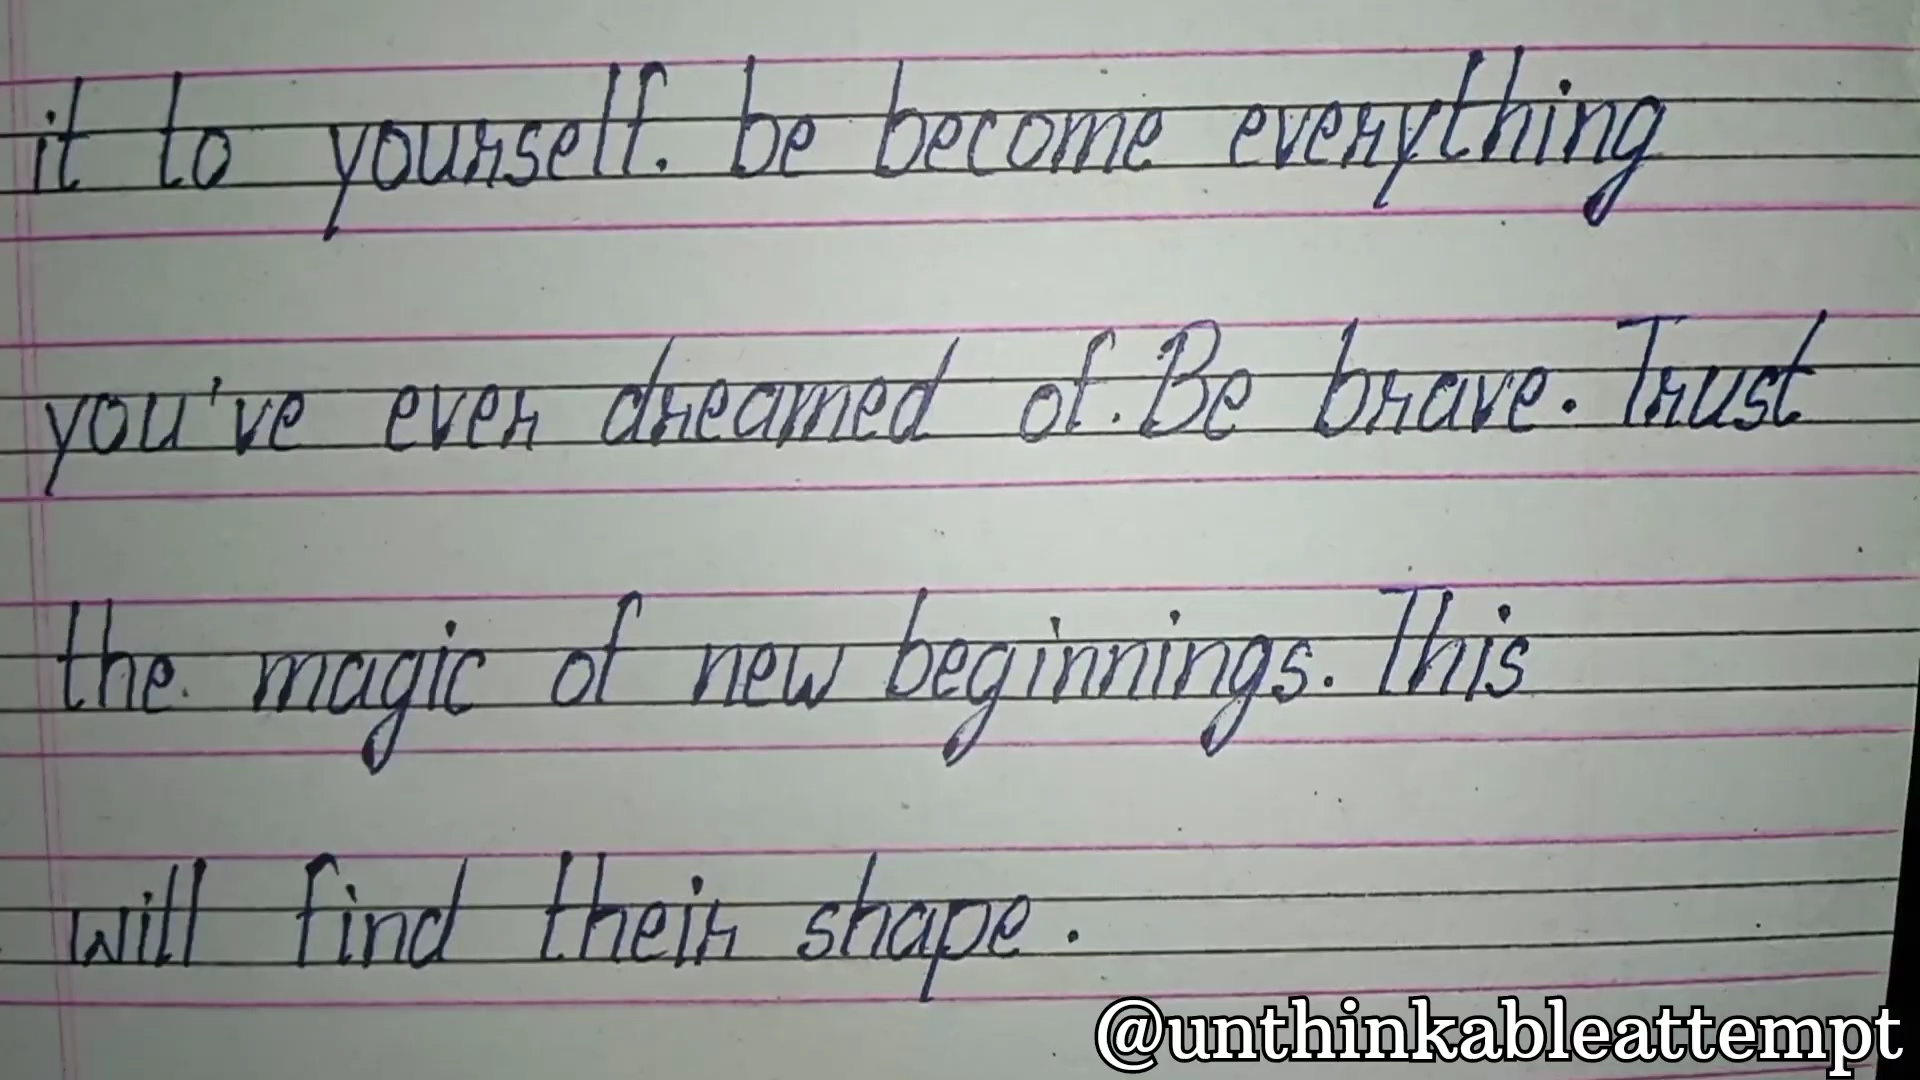 it to yourself. be become everything
you've ever dreamed of. Be brave. Trust
the magic of new beginnings. This
will find their shape.
@unthinkableattempt